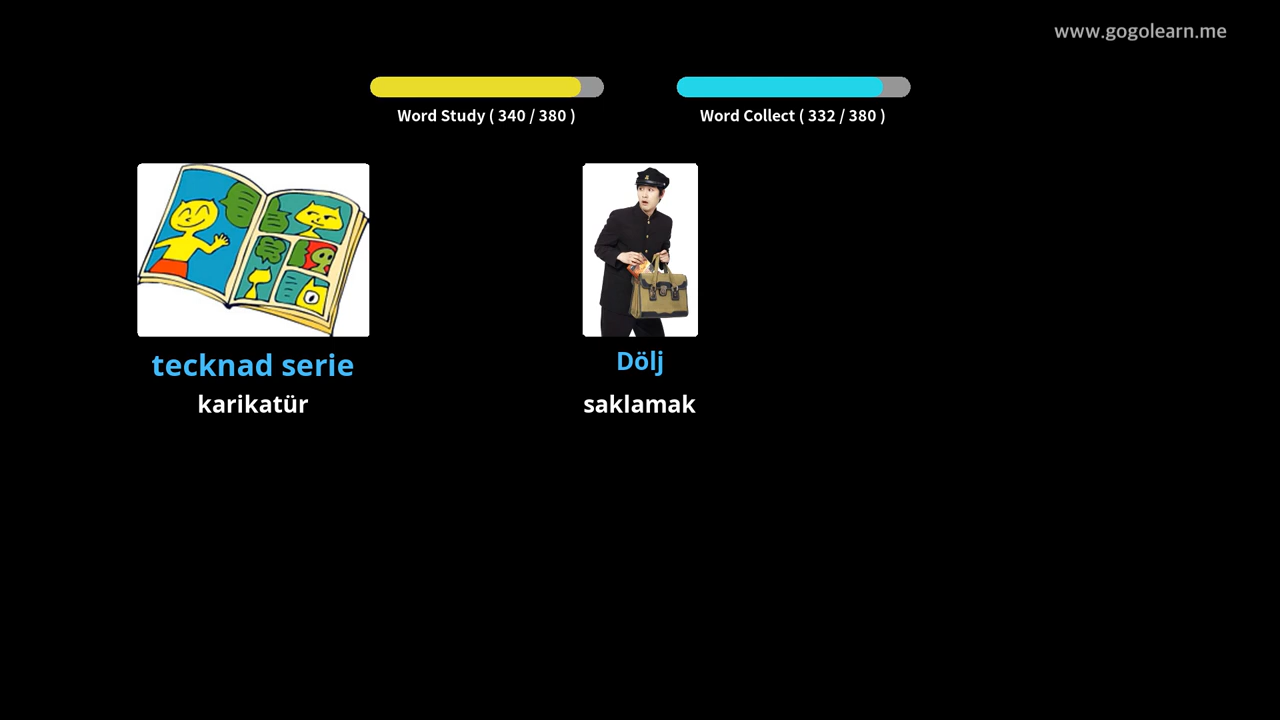 www.gogolearn.me
Word Study ( 340 / 380 )
Word Collect ( 332 / 380 )
tecknad serie
karikatür
Dölj
saklamak